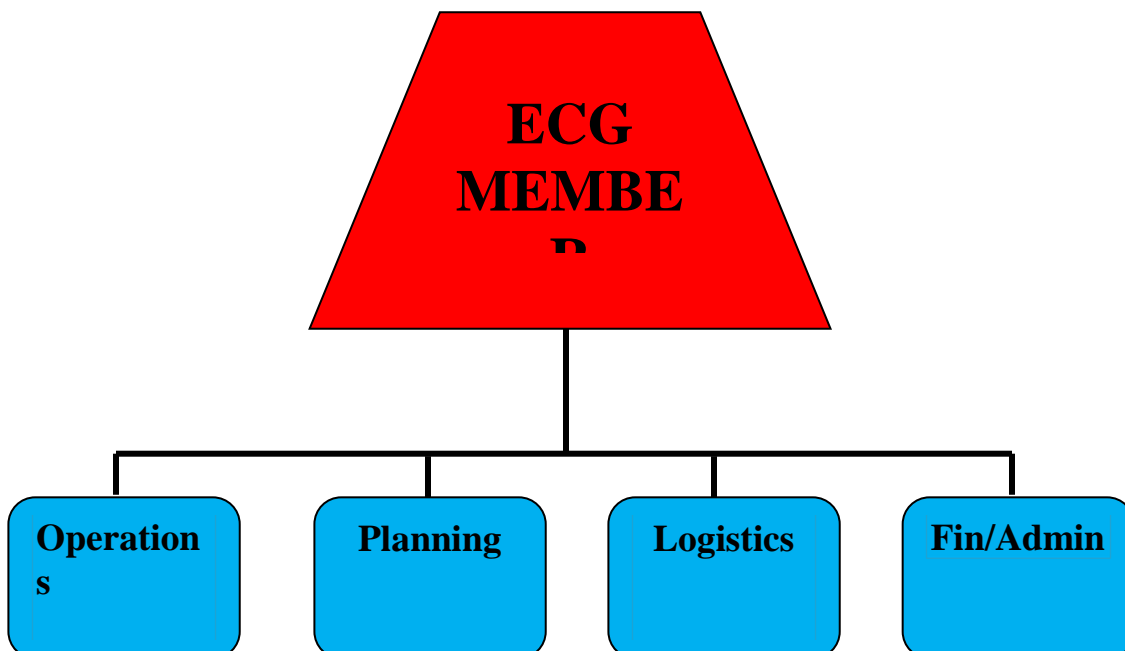 ECG
MEMBE
R
Operation
s
Planning
Logistics
Fin/Admin